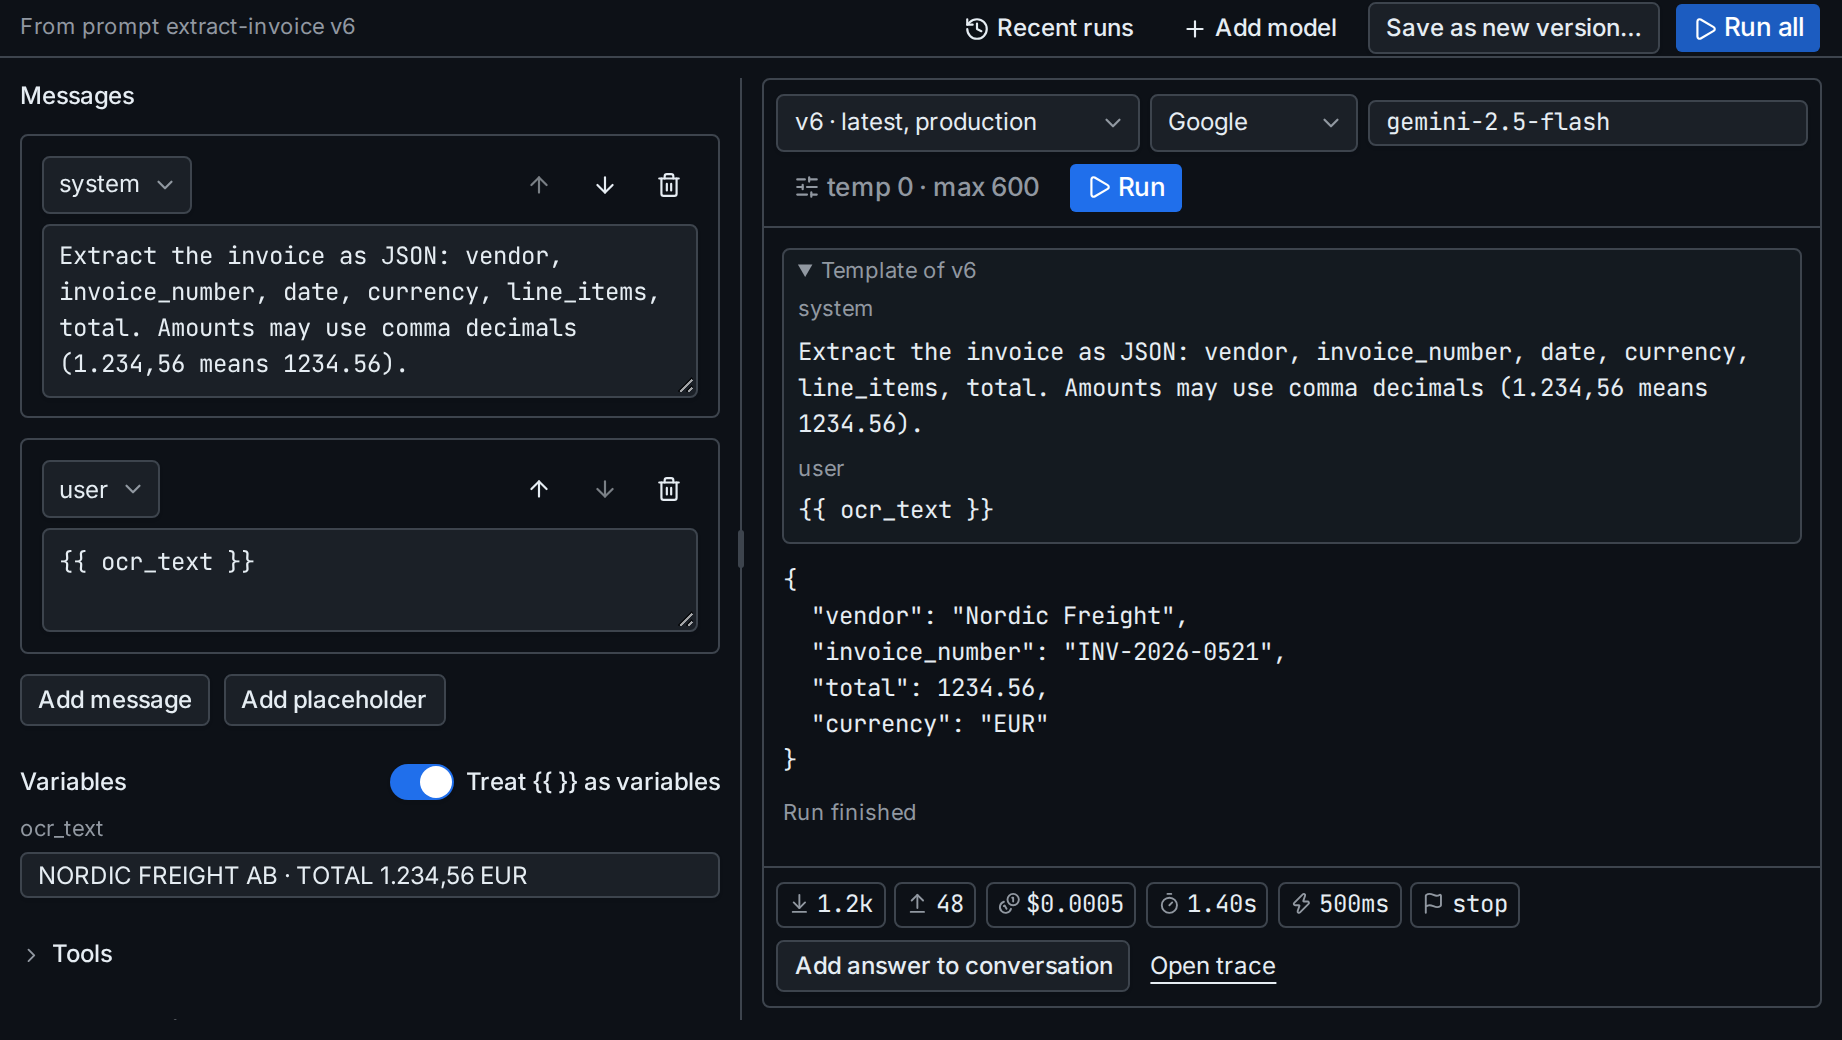 From prompt extract-invoice v6
Recent runs
Add model
Save as new version...
Run all
Messages
system
Extract the invoice as JSON: vendor,
invoice_number, date, currency, line_items,
total. Amounts may use comma decimals
(1.234,56 means 1234.56).
user
{{ ocr_text }}
Add message
Add placeholder
Variables
Treat {{ }} as variables
ocr_text
NORDIC FREIGHT AB · TOTAL 1.234,56 EUR
Tools
v6 · latest, production
Google
gemini-2.5-flash
temp 0 · max 600
Run
Template of v6
system
Extract the invoice as JSON: vendor, invoice_number, date, currency,
line_items, total. Amounts may use comma decimals (1.234,56 means
1234.56).
user
{{ ocr_text }}
{
"vendor": "Nordic Freight",
"invoice_number": "INV-2026-0521",
"total": 1234.56,
"currency": "EUR"
}
Run finished
1.2k
48
$0.0005
1.40s
500ms
stop
Add answer to conversation
Open trace